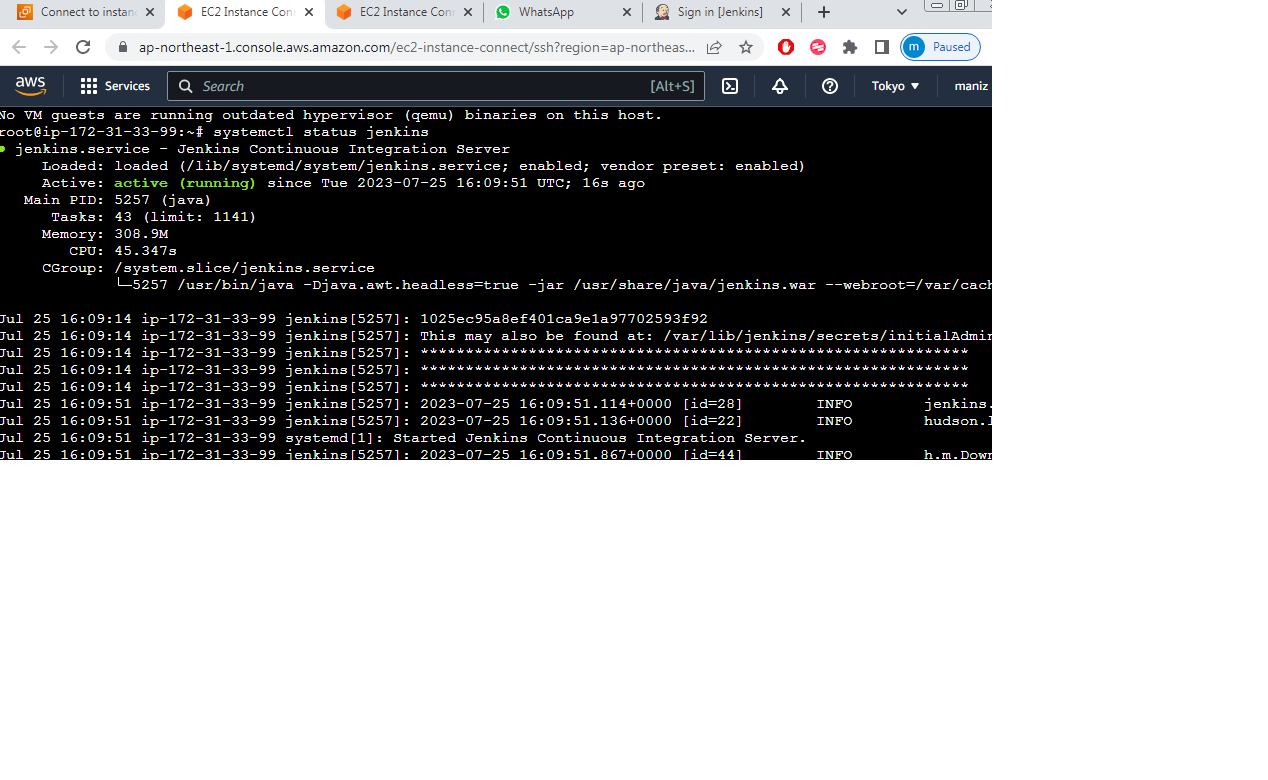 Connect to instan
EC2 Instance Con
EC2 Instance Con
WhatsApp
Sign in [Jenkins]
ap-northeast-1.console.aws.amazon.com/ec2-instance-connect/ssh?region=ap-northeas...
m Paused
aws Services Search [Alt+S] Tokyo maniz
No VM guests are running outdated hypervisor (qemu) binaries on this host.
root@ip-172-31-33-99:~# systemctl status jenkins
● jenkins.service - Jenkins Continuous Integration Server
Loaded: loaded (/lib/systemd/system/jenkins.service; enabled; vendor preset: enabled)
Active: active (running) since Tue 2023-07-25 16:09:51 UTC; 16s ago
Main PID: 5257 (java)
Tasks: 43 (limit: 1141)
Memory: 308.9M
CPU: 45.347s
CGroup: /system.slice/jenkins.service
└─5257 /usr/bin/java -Djava.awt.headless=true -jar /usr/share/java/jenkins.war --webroot=/var/cach
Jul 25 16:09:14 ip-172-31-33-99 jenkins[5257]: 1025ec95a8ef401ca9e1a97702593f92
Jul 25 16:09:14 ip-172-31-33-99 jenkins[5257]: This may also be found at: /var/lib/jenkins/secrets/initialAdmin
Jul 25 16:09:14 ip-172-31-33-99 jenkins[5257]: *************************************************************
Jul 25 16:09:14 ip-172-31-33-99 jenkins[5257]: *************************************************************
Jul 25 16:09:14 ip-172-31-33-99 jenkins[5257]: *************************************************************
Jul 25 16:09:51 ip-172-31-33-99 jenkins[5257]: 2023-07-25 16:09:51.114+0000 [id=28] INFO jenkins.
Jul 25 16:09:51 ip-172-31-33-99 jenkins[5257]: 2023-07-25 16:09:51.136+0000 [id=22] INFO hudson.
Jul 25 16:09:51 ip-172-31-33-99 systemd[1]: Started Jenkins Continuous Integration Server.
Jul 25 16:09:51 ip-172-31-33-99 jenkins[5257]: 2023-07-25 16:09:51.867+0000 [id=44] INFO h.m.Down